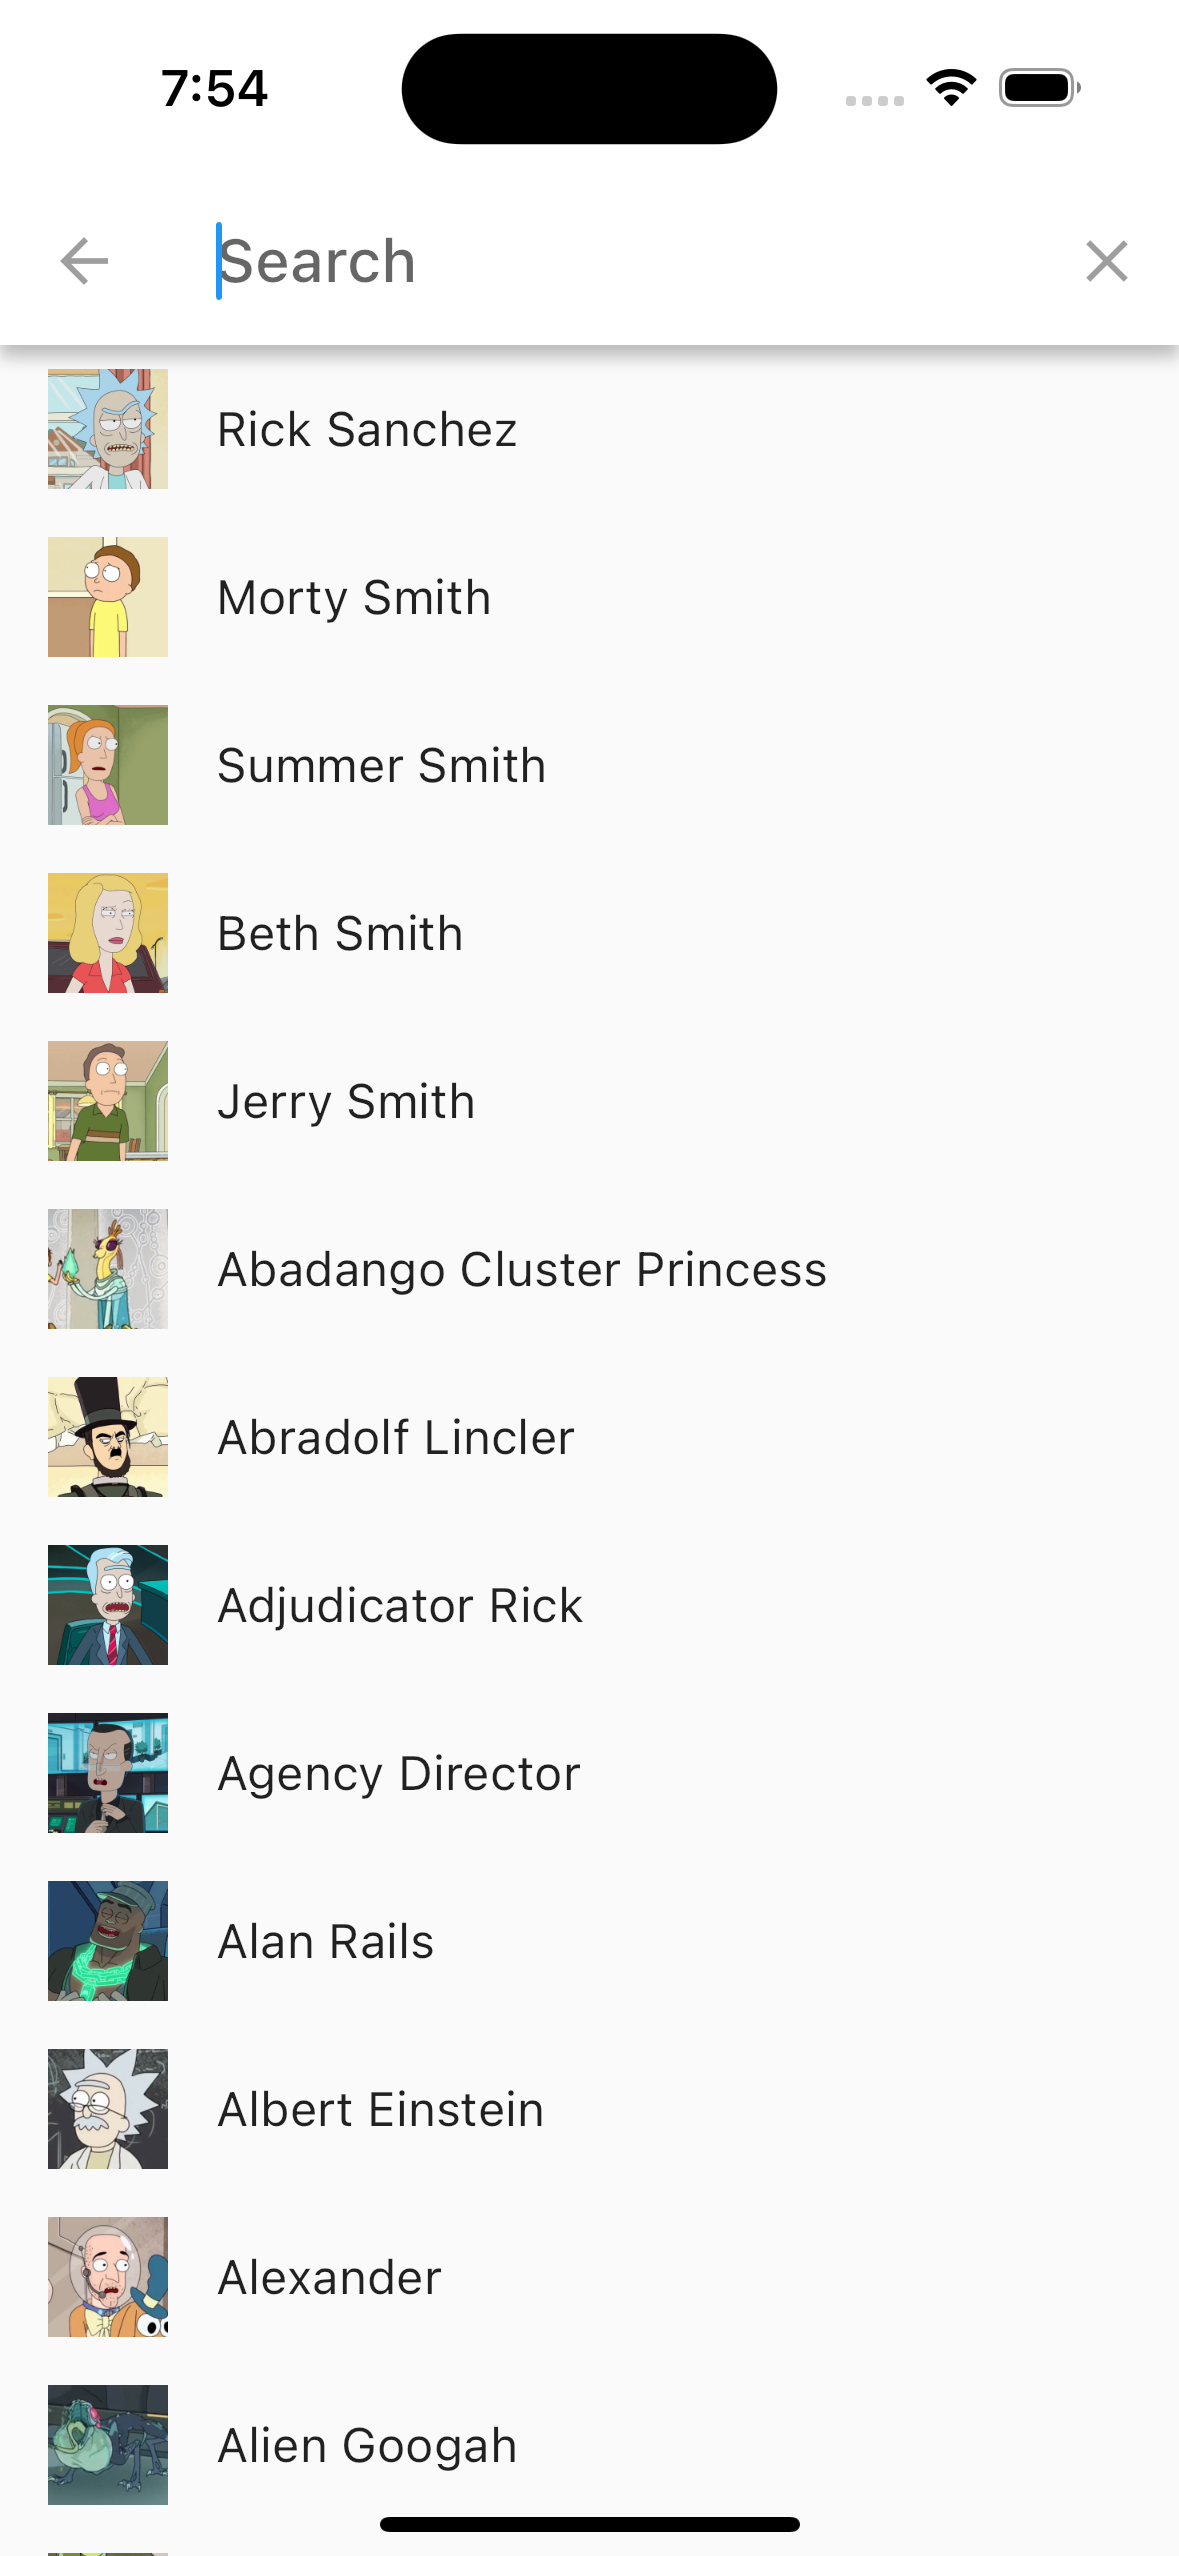 7:54
Search
Rick Sanchez
Morty Smith
Summer Smith
Beth Smith
Jerry Smith
Abadango Cluster Princess
Abradolf Lincler
Adjudicator Rick
Agency Director
Alan Rails
Albert Einstein
Alexander
Alien Googah